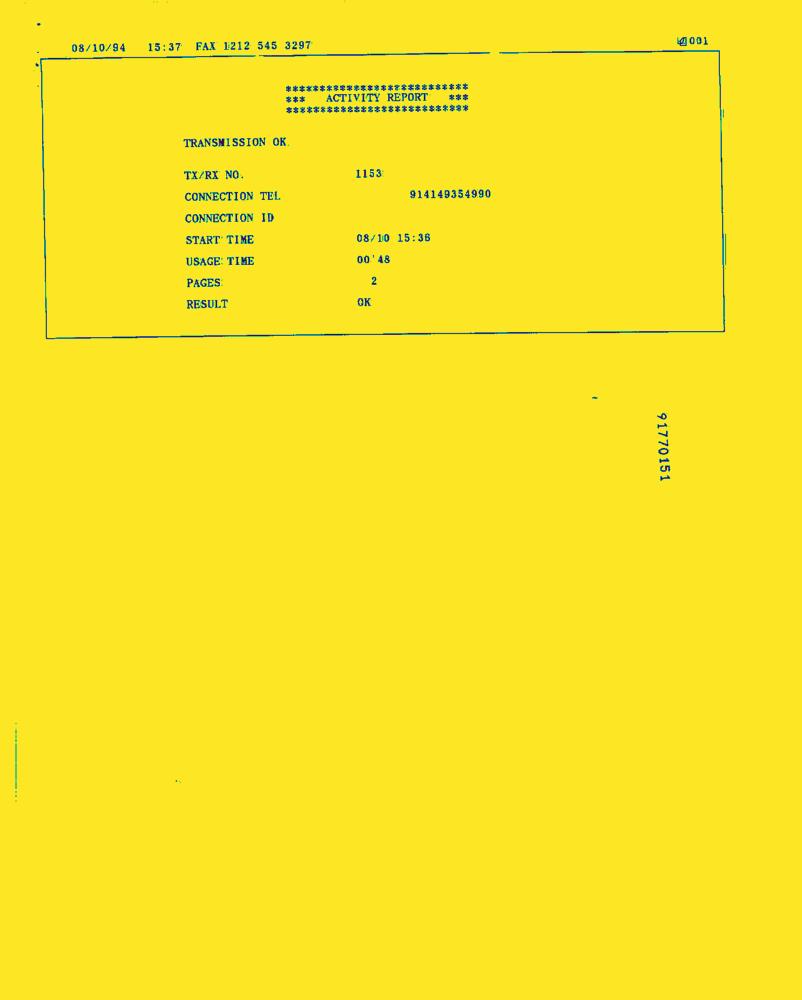 08/10/94 15:37 FAX 1212 545 3297 001
***************************
*** ACTIVITY REPORT ***
***************************
TRANSMISSION OK
TX/RX NO. 1153
CONNECTION TEL 914149354990
CONNECTION ID
START TIME 08/10 15:36
USAGE TIME 00'48
PAGES 2
RESULT OK
91770151